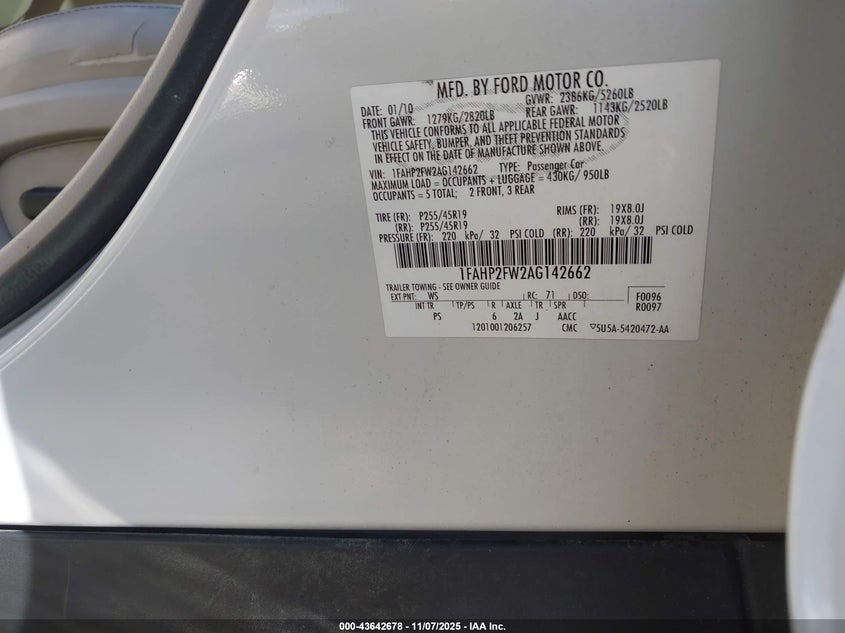 MFD. BY FORD MOTOR CO.
DATE: 01/10 GVWR: 2386KG/5260LB
FRONT GAWR: 1279KG/2820LB REAR GAWR: 1143KG/2520LB
THIS VEHICLE CONFORMS TO ALL APPLICABLE FEDERAL MOTOR
VEHICLE SAFETY, BUMPER, AND THEFT PREVENTION STANDARDS
IN EFFECT ON THE DATE OF MANUFACTURE SHOWN ABOVE.
VIN: 1FAHP2FW2AG142662 TYPE: Passenger Car
MAXIMUM LOAD = OCCUPANTS + LUGGAGE = 430KG/ 950LB
OCCUPANTS = 5 TOTAL; 2 FRONT, 3 REAR
TIRE (FR): P255/45R19 RIMS (FR): 19X8.0J
(RR): P255/45R19 (RR): 19X8.0J
PRESSURE (FR): 220 kPa/ 32 PSI COLD (RR): 220 kPa/ 32 PSI COLD
1FAHP2FW2AG142662
TRAILER TOWING - SEE OWNER GUIDE
EXT PNT: WS RC: 71 DSO: F0096
INT TR TP/PS R AXLE TR SPR R0097
PS 6 2A J AACC
1201001206257 CMC ▽5U5A-5420472-AA
000-43642678 — 11/07/2025 — IAA Inc.